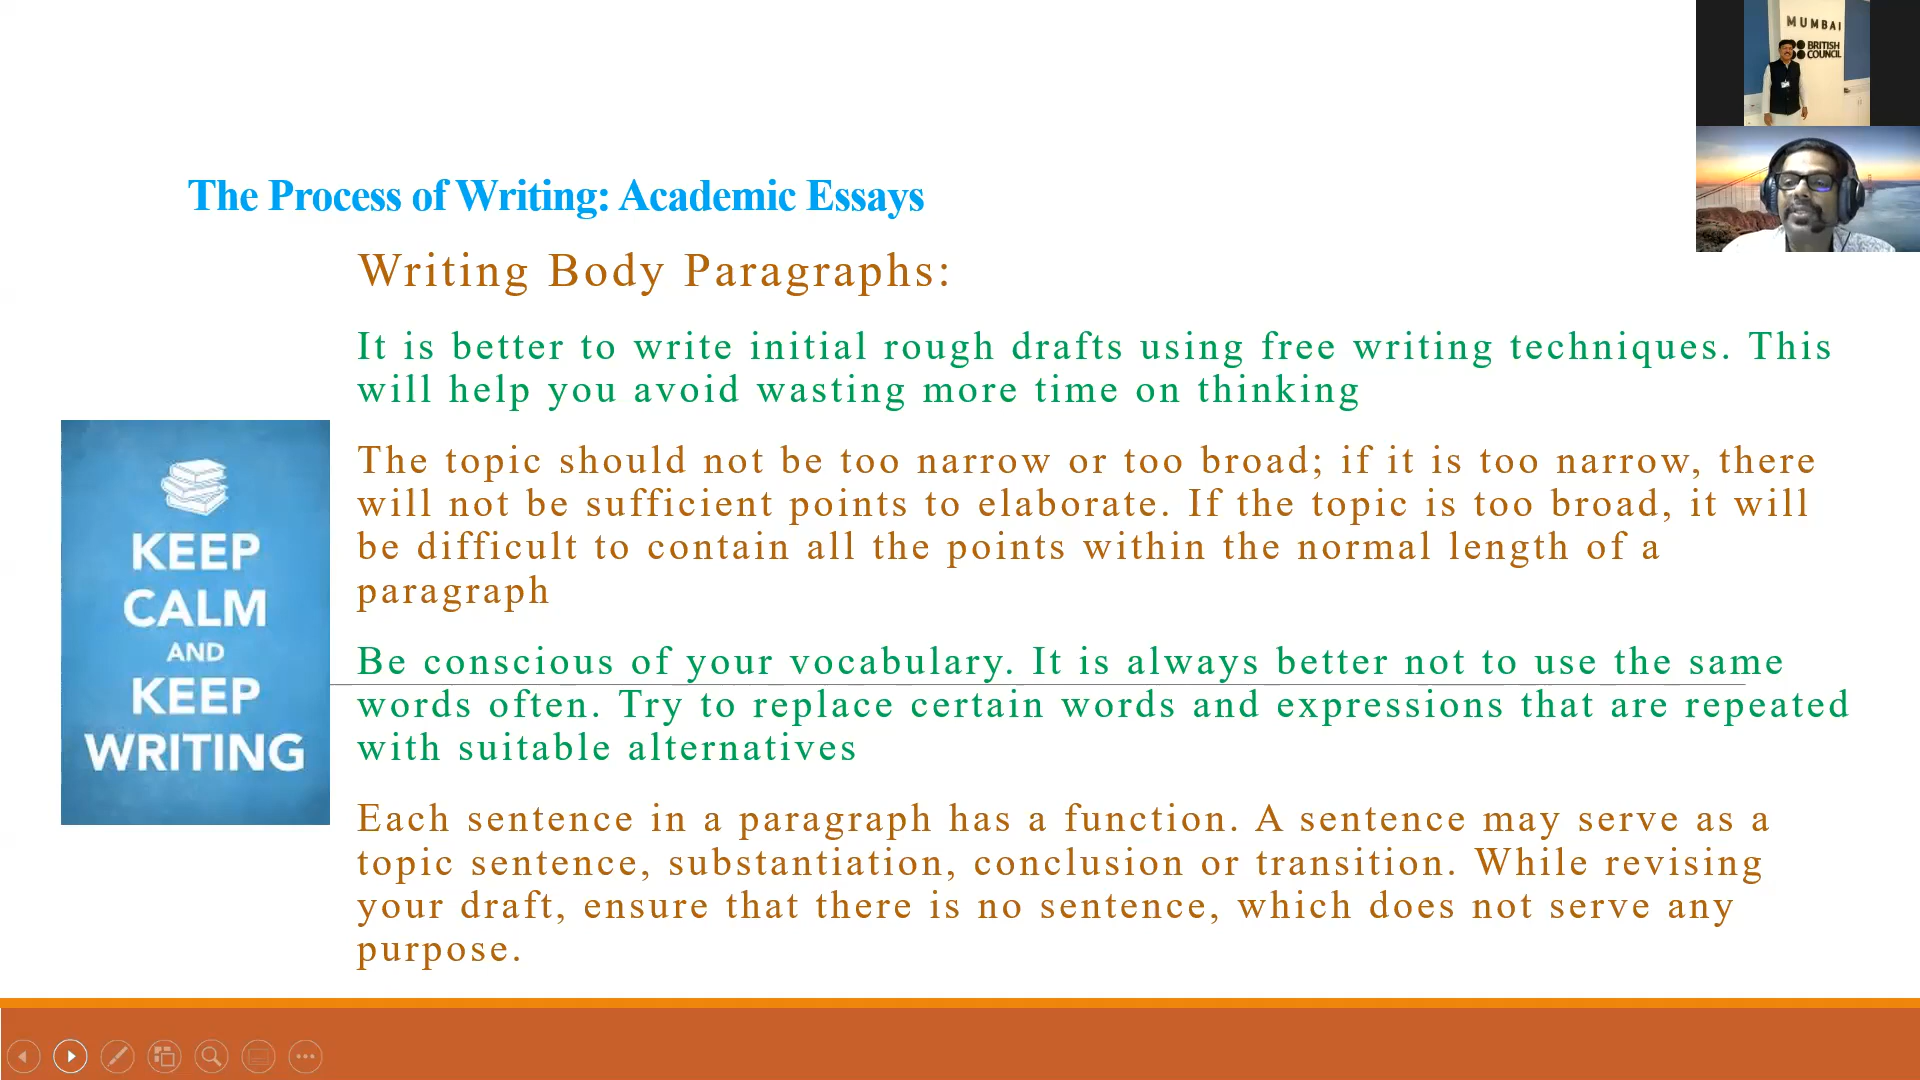 MUMBAI
BRITISH
COUNCIL
The Process of Writing: Academic Essays
Writing Body Paragraphs:
It is better to write initial rough drafts using free writing techniques. This
will help you avoid wasting more time on thinking
The topic should not be too narrow or too broad; if it is too narrow, there
will not be sufficient points to elaborate. If the topic is too broad, it will
be difficult to contain all the points within the normal length of a
paragraph
Be conscious of your vocabulary. It is always better not to use the same
words often. Try to replace certain words and expressions that are repeated
with suitable alternatives
Each sentence in a paragraph has a function. A sentence may serve as a
topic sentence, substantiation, conclusion or transition. While revising
your draft, ensure that there is no sentence, which does not serve any
purpose.
KEEP
CALM
AND
KEEP
WRITING